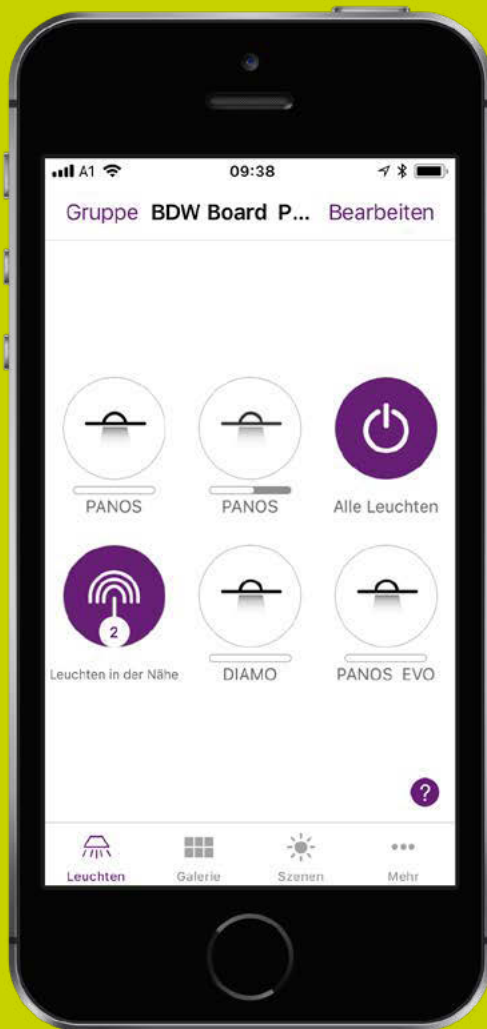 A1 09:38
Gruppe BDW Board P... Bearbeiten
PANOS PANOS Alle Leuchten
2
Leuchten in der Nähe DIAMO PANOS EVO
?
Leuchten Galerie Szenen Mehr